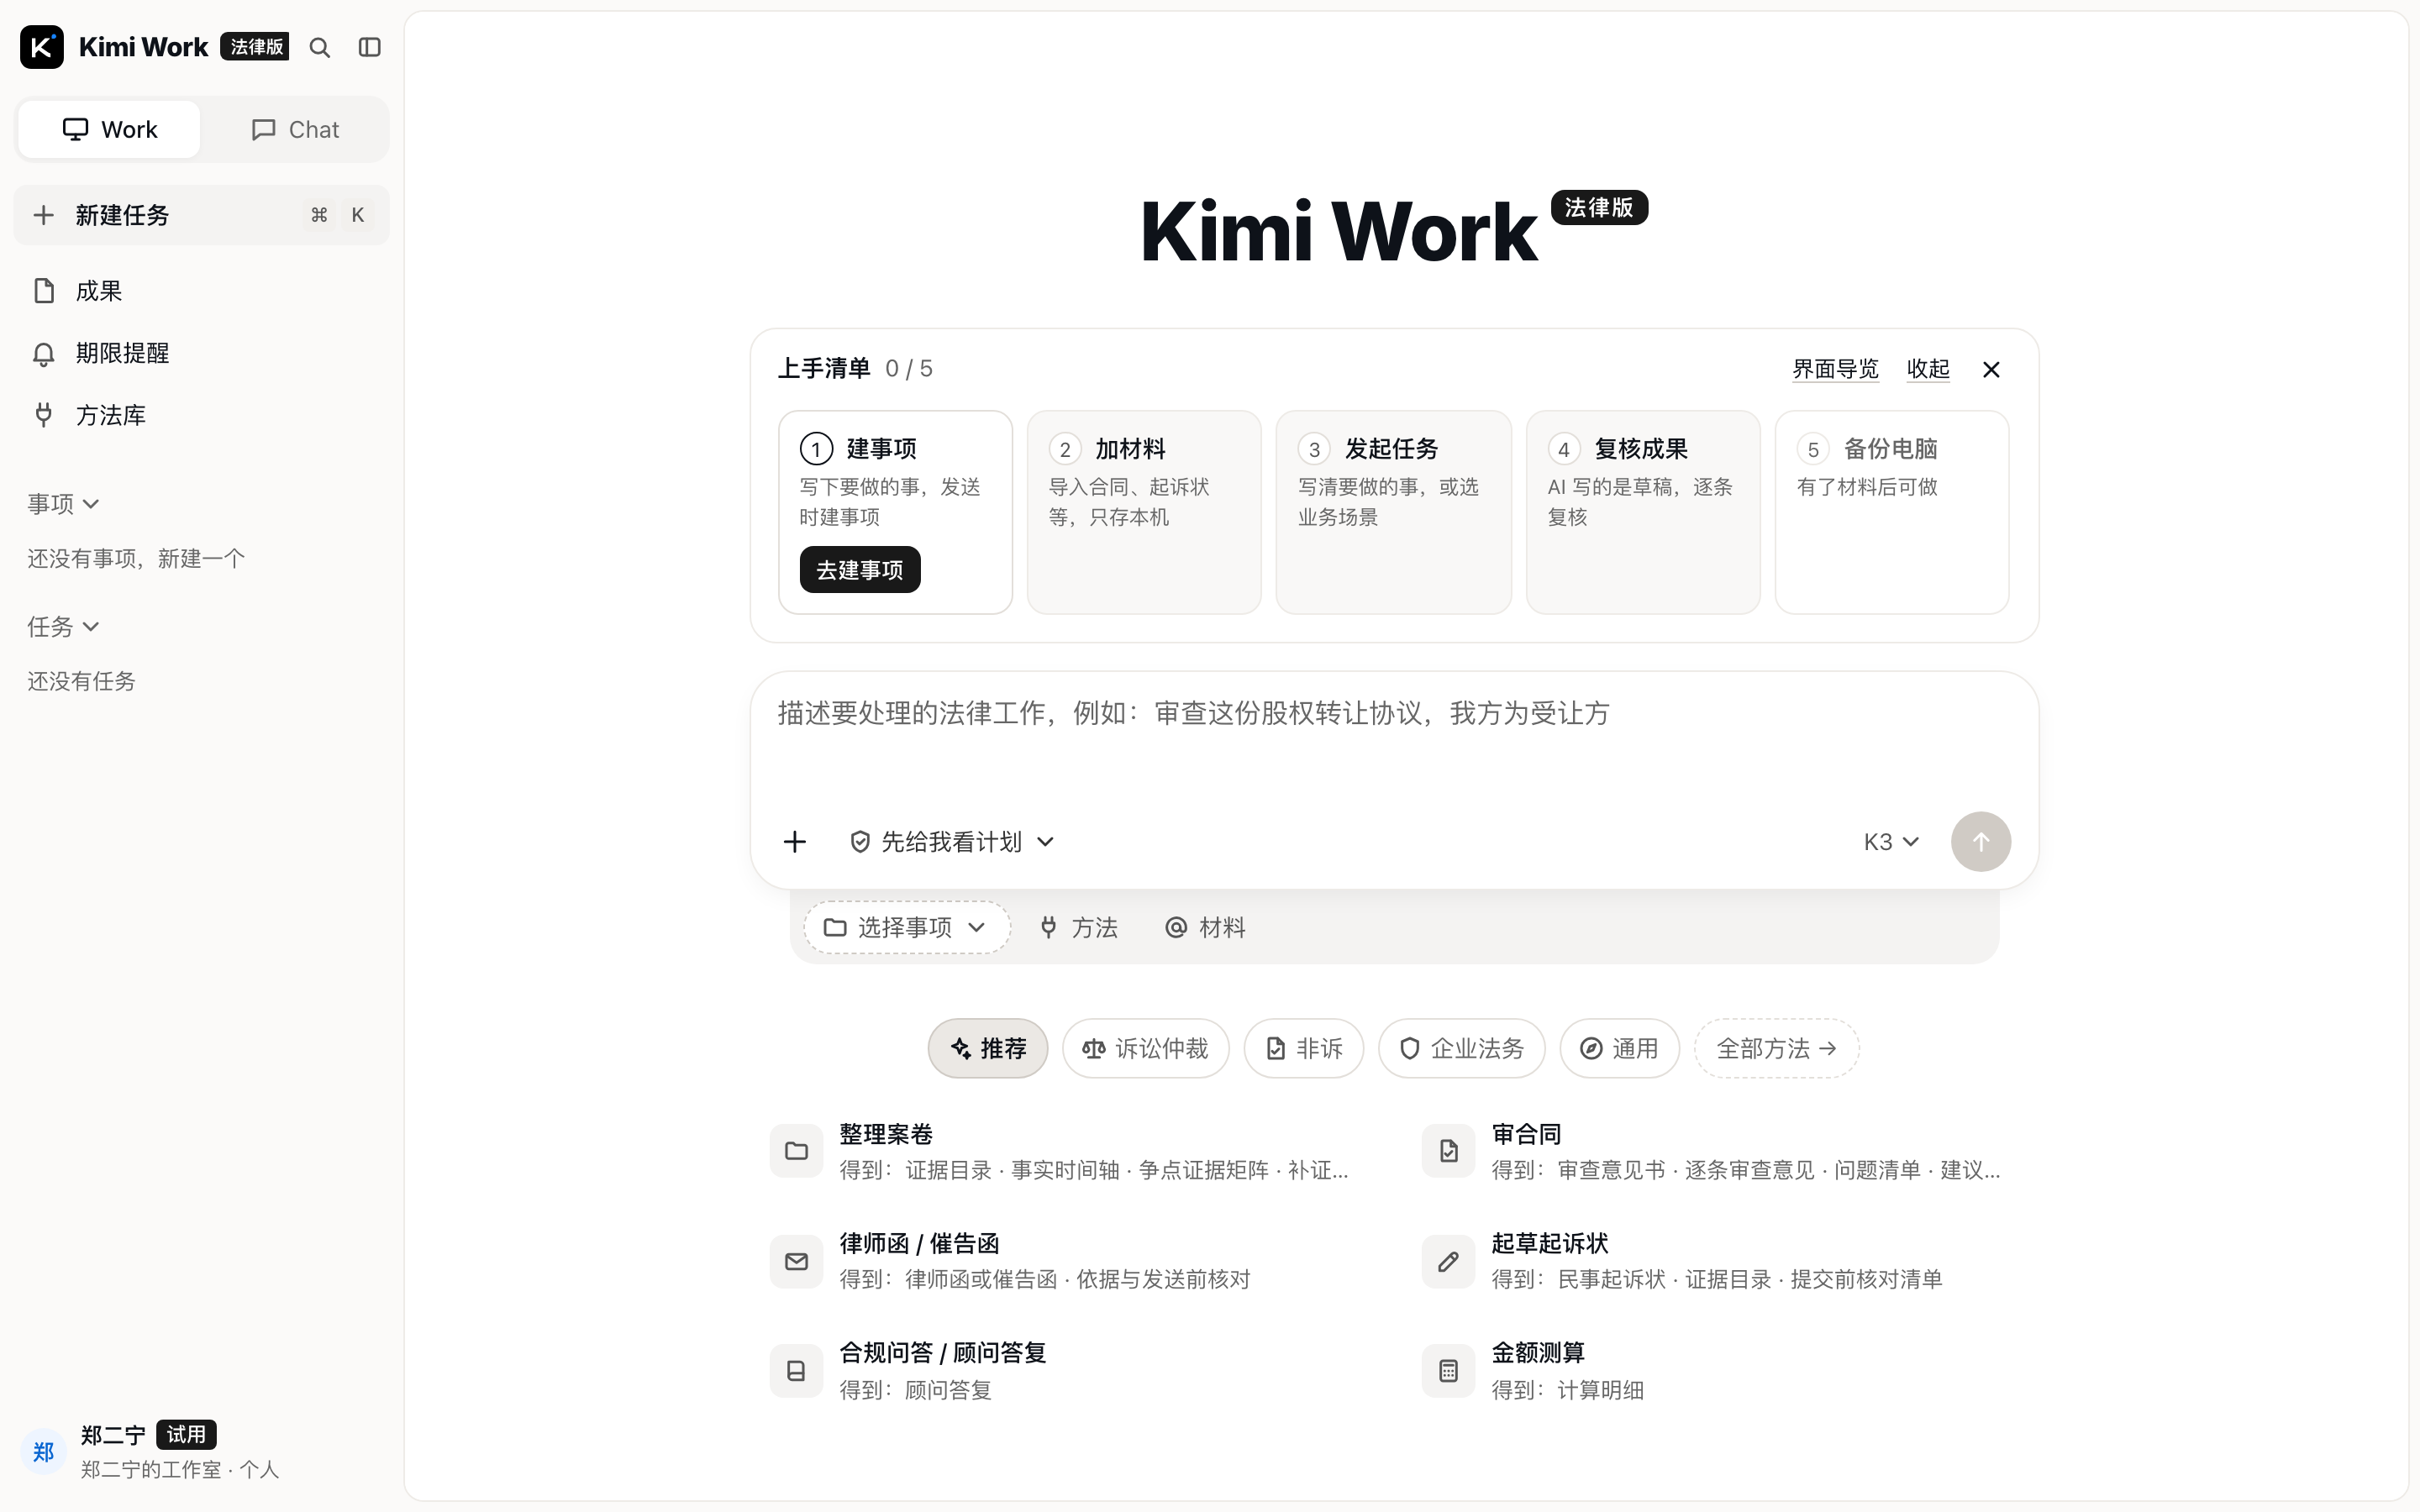 Kimi Work 法律版
Work
Chat
新建任务 ⌘ K
成果
期限提醒
方法库
事项
还没有事项，新建一个
任务
还没有任务
郑 郑二宁 试用
郑二宁的工作室 · 个人
Kimi Work 法律版
上手清单 0 / 5
界面导览 收起
1 建事项
写下要做的事，发送
时建事项
去建事项
2 加材料
导入合同、起诉状
等，只存本机
3 发起任务
写清要做的事，或选
业务场景
4 复核成果
AI 写的是草稿，逐条
复核
5 备份电脑
有了材料后可做
描述要处理的法律工作，例如：审查这份股权转让协议，我方为受让方
先给我看计划
K3
选择事项
方法
@ 材料
推荐
诉讼仲裁
非诉
企业法务
通用
全部方法 →
整理案卷
得到：证据目录 · 事实时间轴 · 争点证据矩阵 · 补证...
审合同
得到：审查意见书 · 逐条审查意见 · 问题清单 · 建议...
律师函 / 催告函
得到：律师函或催告函 · 依据与发送前核对
起草起诉状
得到：民事起诉状 · 证据目录 · 提交前核对清单
合规问答 / 顾问答复
得到：顾问答复
金额测算
得到：计算明细